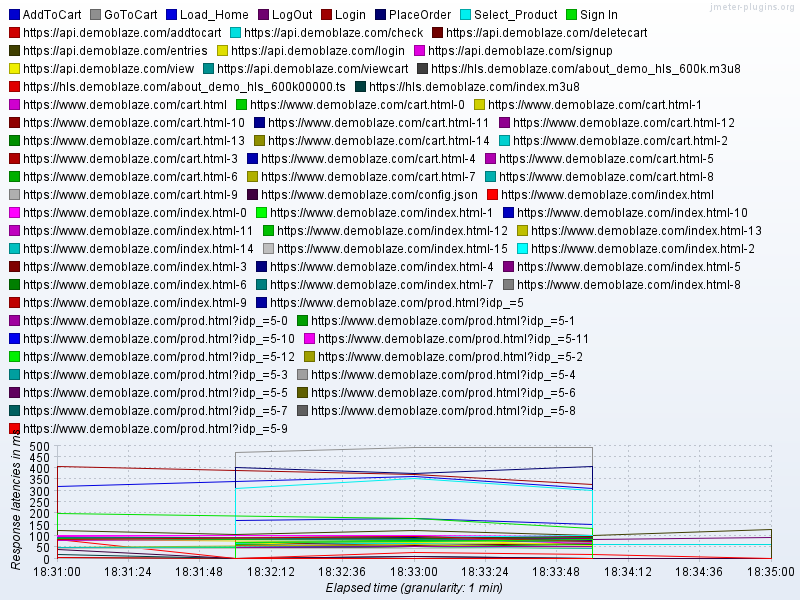 jmeter-plugins.org
AddToCart GoToCart Load_Home LogOut Login PlaceOrder Select_Product Sign In
https://api.demoblaze.com/addtocart https://api.demoblaze.com/check https://api.demoblaze.com/deletecart
https://api.demoblaze.com/entries https://api.demoblaze.com/login https://api.demoblaze.com/signup
https://api.demoblaze.com/view https://api.demoblaze.com/viewcart https://hls.demoblaze.com/about_demo_hls_600k.m3u8
https://hls.demoblaze.com/about_demo_hls_600k00000.ts https://hls.demoblaze.com/index.m3u8
https://www.demoblaze.com/cart.html https://www.demoblaze.com/cart.html-0 https://www.demoblaze.com/cart.html-1
https://www.demoblaze.com/cart.html-10 https://www.demoblaze.com/cart.html-11 https://www.demoblaze.com/cart.html-12
https://www.demoblaze.com/cart.html-13 https://www.demoblaze.com/cart.html-14 https://www.demoblaze.com/cart.html-2
https://www.demoblaze.com/cart.html-3 https://www.demoblaze.com/cart.html-4 https://www.demoblaze.com/cart.html-5
https://www.demoblaze.com/cart.html-6 https://www.demoblaze.com/cart.html-7 https://www.demoblaze.com/cart.html-8
https://www.demoblaze.com/cart.html-9 https://www.demoblaze.com/config.json https://www.demoblaze.com/index.html
https://www.demoblaze.com/index.html-0 https://www.demoblaze.com/index.html-1 https://www.demoblaze.com/index.html-10
https://www.demoblaze.com/index.html-11 https://www.demoblaze.com/index.html-12 https://www.demoblaze.com/index.html-13
https://www.demoblaze.com/index.html-14 https://www.demoblaze.com/index.html-15 https://www.demoblaze.com/index.html-2
https://www.demoblaze.com/index.html-3 https://www.demoblaze.com/index.html-4 https://www.demoblaze.com/index.html-5
https://www.demoblaze.com/index.html-6 https://www.demoblaze.com/index.html-7 https://www.demoblaze.com/index.html-8
https://www.demoblaze.com/index.html-9 https://www.demoblaze.com/prod.html?idp_=5
https://www.demoblaze.com/prod.html?idp_=5-0 https://www.demoblaze.com/prod.html?idp_=5-1
https://www.demoblaze.com/prod.html?idp_=5-10 https://www.demoblaze.com/prod.html?idp_=5-11
https://www.demoblaze.com/prod.html?idp_=5-12 https://www.demoblaze.com/prod.html?idp_=5-2
https://www.demoblaze.com/prod.html?idp_=5-3 https://www.demoblaze.com/prod.html?idp_=5-4
https://www.demoblaze.com/prod.html?idp_=5-5 https://www.demoblaze.com/prod.html?idp_=5-6
https://www.demoblaze.com/prod.html?idp_=5-7 https://www.demoblaze.com/prod.html?idp_=5-8
https://www.demoblaze.com/prod.html?idp_=5-9
Response latencies in ms
500
450
400
350
300
250
200
150
100
50
0
18:31:00 18:31:24 18:31:48 18:32:12 18:32:36 18:33:00 18:33:24 18:33:48 18:34:12 18:34:36 18:35:00
Elapsed time (granularity: 1 min)